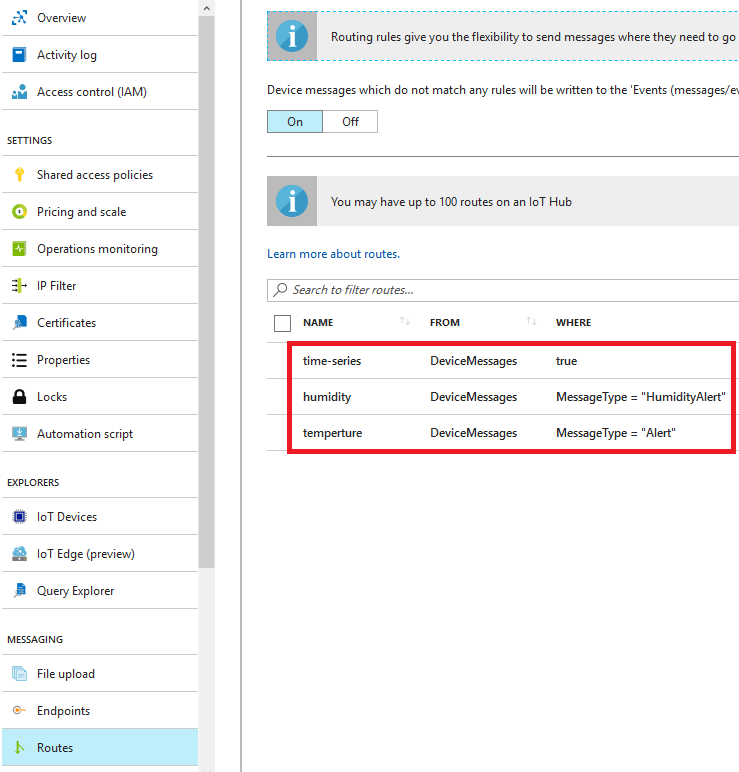 Overview
Activity log
Access control (IAM)
SETTINGS
Shared access policies
Pricing and scale
Operations monitoring
IP Filter
Certificates
Properties
Locks
Automation script
EXPLORERS
IoT Devices
IoT Edge (preview)
Query Explorer
MESSAGING
File upload
Endpoints
Routes
Routing rules give you the flexibility to send messages where they need to go
Device messages which do not match any rules will be written to the 'Events (messages/ev
On Off
You may have up to 100 routes on an IoT Hub
Learn more about routes.
Search to filter routes...
NAME FROM WHERE
time-series DeviceMessages true
humidity DeviceMessages MessageType = "HumidityAlert"
temperture DeviceMessages MessageType = "Alert"